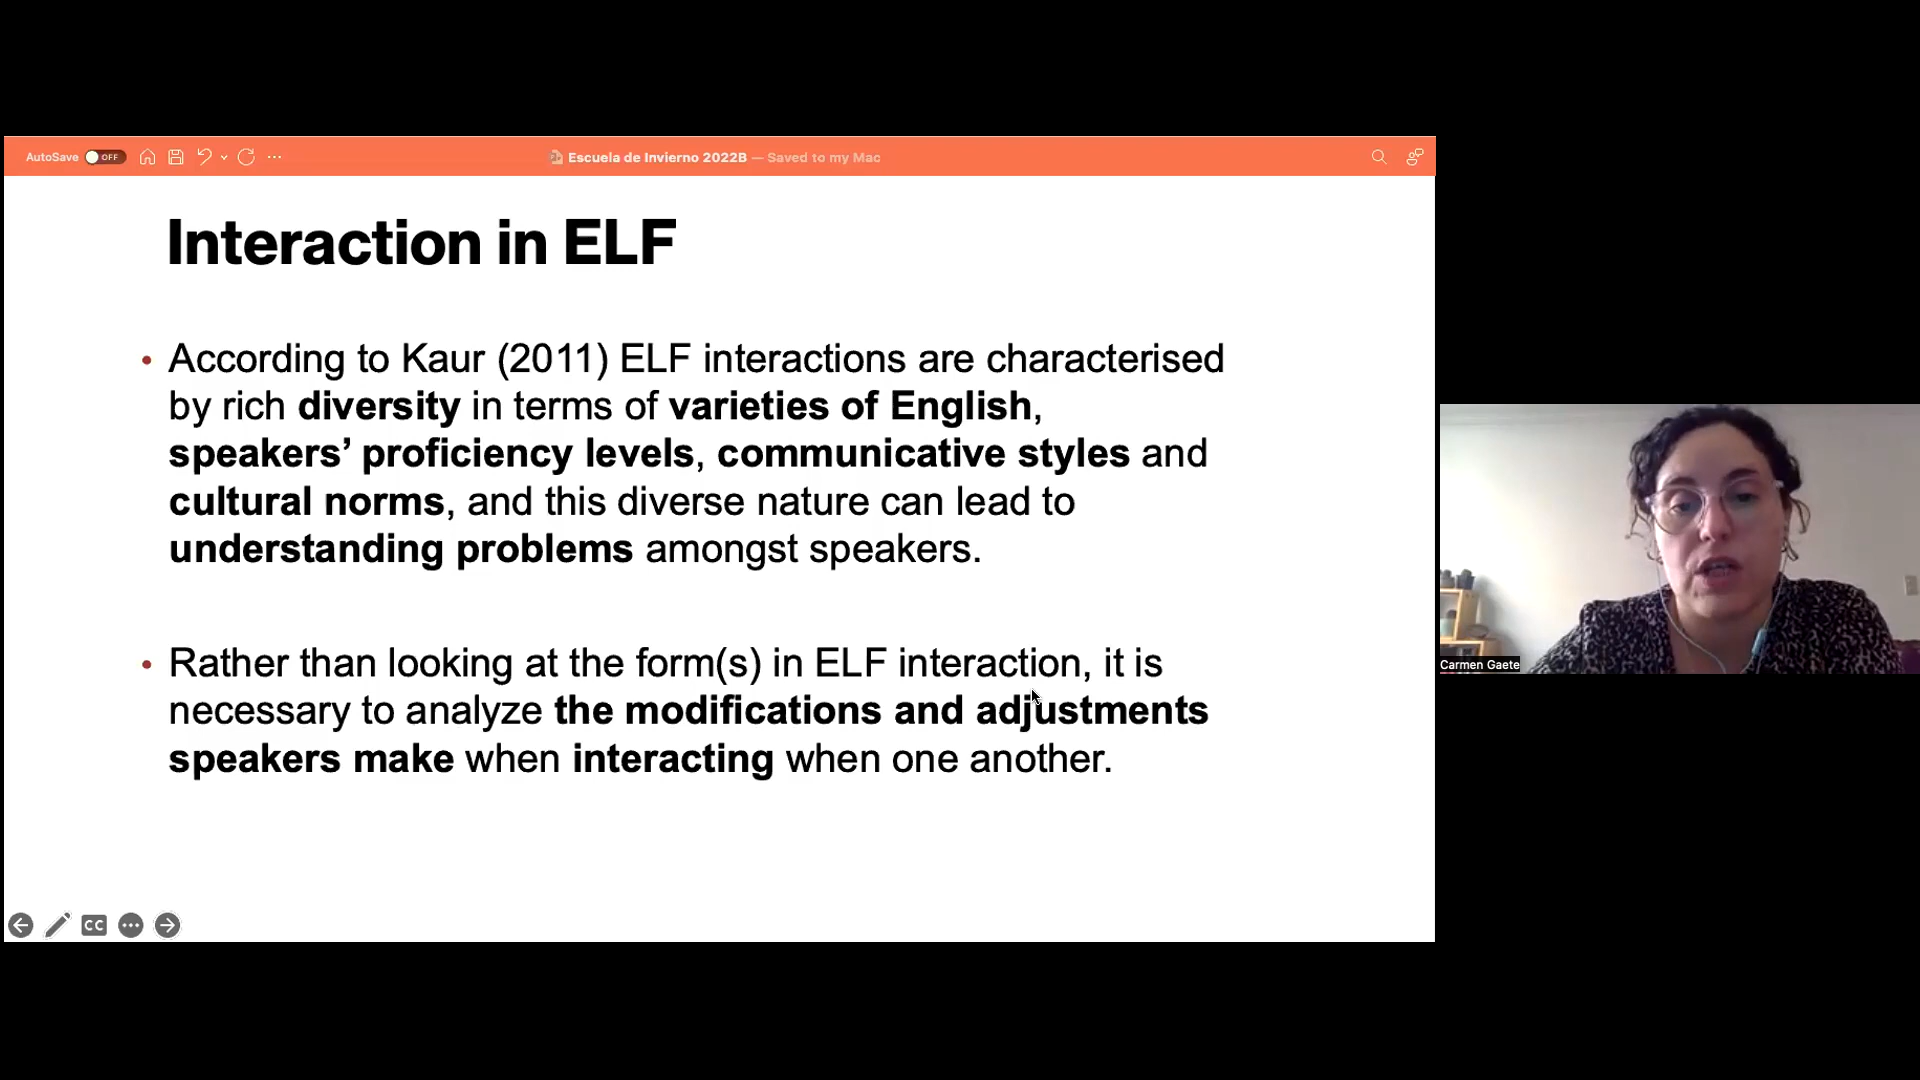 AutoSave OFF
Escuela de Invierno 2022B — Saved to my Mac
Interaction in ELF
• According to Kaur (2011) ELF interactions are characterised
by rich diversity in terms of varieties of English,
speakers’ proficiency levels, communicative styles and
cultural norms, and this diverse nature can lead to
understanding problems amongst speakers.
• Rather than looking at the form(s) in ELF interaction, it is
necessary to analyze the modifications and adjustments
speakers make when interacting when one another.
CC
Carmen Gaete